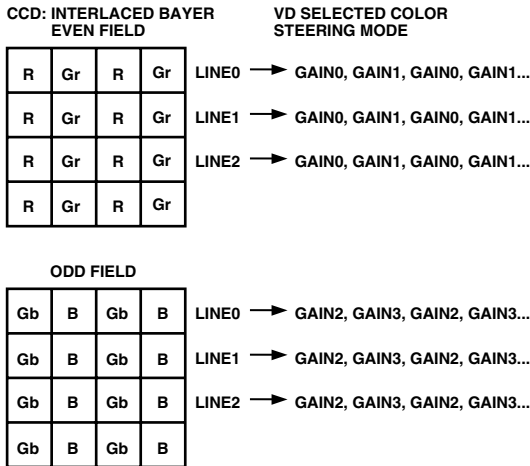 CCD: INTERLACED BAYER
EVEN FIELD
VD SELECTED COLOR
STEERING MODE
R Gr R Gr LINE0 GAIN0, GAIN1, GAIN0, GAIN1...
R Gr R Gr LINE1 GAIN0, GAIN1, GAIN0, GAIN1...
R Gr R Gr LINE2 GAIN0, GAIN1, GAIN0, GAIN1...
R Gr R Gr
ODD FIELD
Gb B Gb B LINE0 GAIN2, GAIN3, GAIN2, GAIN3...
Gb B Gb B LINE1 GAIN2, GAIN3, GAIN2, GAIN3...
Gb B Gb B LINE2 GAIN2, GAIN3, GAIN2, GAIN3...
Gb B Gb B